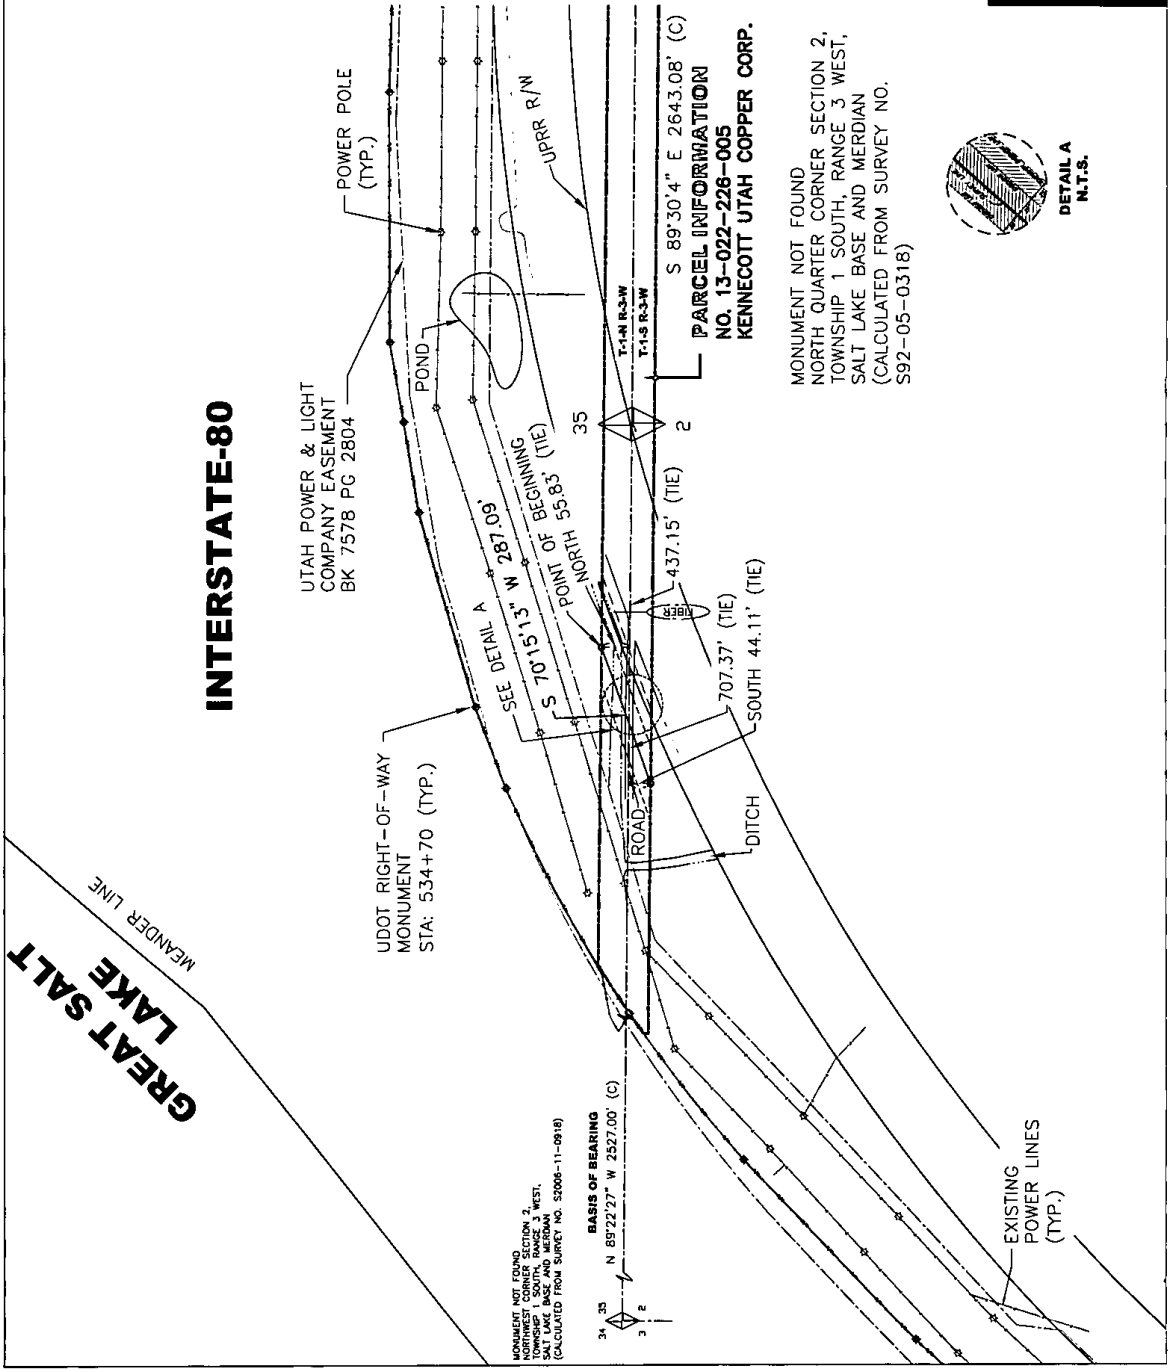 GREAT SALT
LAKE
MEANDER LINE
INTERSTATE-80
UDOT RIGHT-OF-WAY
MONUMENT
STA: 534+70 (TYP.)
UTAH POWER & LIGHT
COMPANY EASEMENT
BK 7578 PG 2804
POWER POLE
(TYP.)
POND
UPRR R/W
SEE DETAIL A
S 70°15'13" W 287.09'
POINT OF BEGINNING
NORTH 55.83' (TIE)
35
2
T-1-N R-3-W
T-1-S R-3-W
S 89°30'4" E 2643.08' (C)
PARCEL INFORMATION
NO. 13-022-226-005
KENNECOTT UTAH COPPER CORP.
437.15' (TIE)
FIBER
707.37' (TIE)
SOUTH 44.11' (TIE)
ROAD
DITCH
MONUMENT NOT FOUND
NORTH QUARTER CORNER SECTION 2,
TOWNSHIP 1 SOUTH, RANGE 3 WEST,
SALT LAKE BASE AND MERDIAN
(CALCULATED FROM SURVEY NO.
S92-05-0318)
DETAIL A
N.T.S.
MONUMENT NOT FOUND
NORTHWEST CORNER SECTION 2,
TOWNSHIP 1 SOUTH, RANGE 3 WEST,
SALT LAKE BASE AND MERDIAN
(CALCULATED FROM SURVEY NO. S2006-11-0918)
BASIS OF BEARING
N 89°22'27" W 2527.00' (C)
34 35
3 2
EXISTING
POWER LINES
(TYP.)